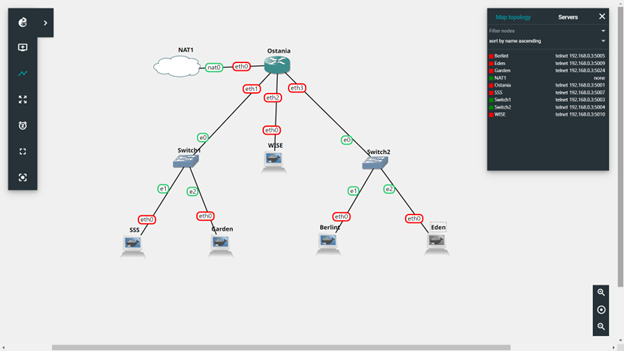 Map topology Servers
Filter nodes
sort by name ascending
Berlint telnet 192.168.0.3:5005
Eden telnet 192.168.0.3:5009
Garden telnet 192.168.0.3:5024
NAT1 none
Ostania telnet 192.168.0.3:5001
SSS telnet 192.168.0.3:5007
Switch1 telnet 192.168.0.3:5003
Switch2 telnet 192.168.0.3:5004
WISE telnet 192.168.0.3:5010
NAT1
Ostania
nat0
eth0
eth1
eth2
eth3
e0
eth0
e0
Switch1
WISE
Switch2
e1
e2
e1
e2
eth0
eth0
eth0
eth0
SSS
Garden
Berlint
Eden